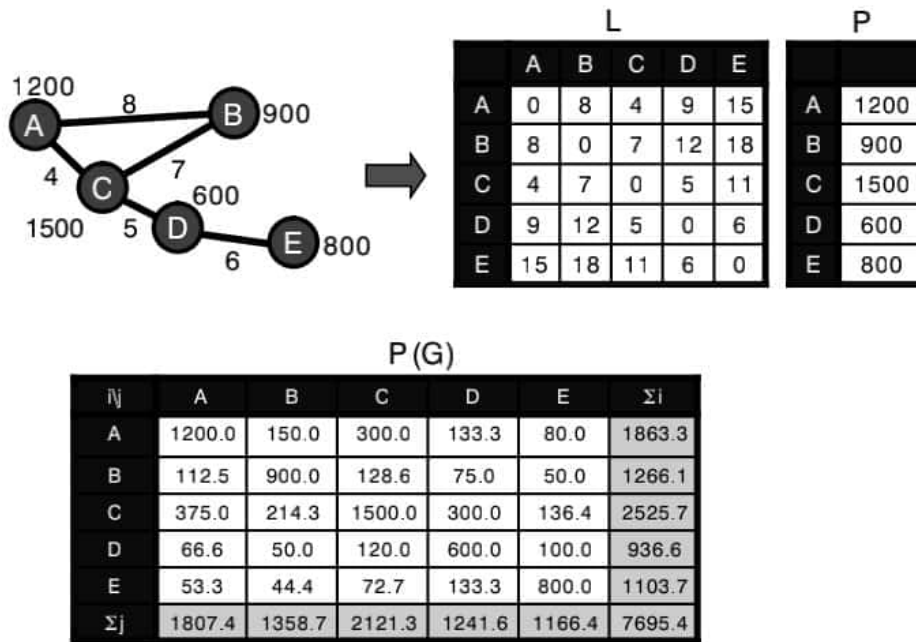 L P
A B C D E
1200
A 8 B 900
4 C 7
1500 5 600
D 6 E 800
A 0 8 4 9 15 A 1200
B 8 0 7 12 18 B 900
C 4 7 0 5 11 C 1500
D 9 12 5 0 6 D 600
E 15 18 11 6 0 E 800
P(G)
i\j A B C D E Σi
A 1200.0 150.0 300.0 133.3 80.0 1863.3
B 112.5 900.0 128.6 75.0 50.0 1266.1
C 375.0 214.3 1500.0 300.0 136.4 2525.7
D 66.6 50.0 120.0 600.0 100.0 936.6
E 53.3 44.4 72.7 133.3 800.0 1103.7
Σj 1807.4 1358.7 2121.3 1241.6 1166.4 7695.4